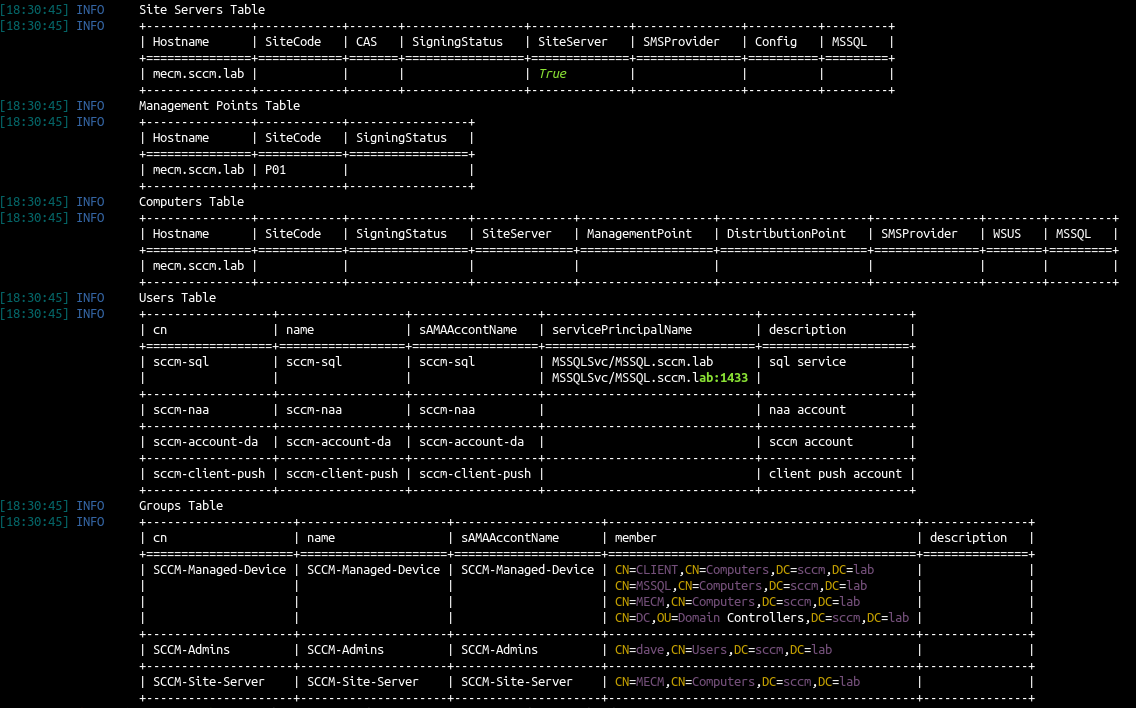 [18:30:45] INFO     Site Servers Table
[18:30:45] INFO     +---------------+------------+-------+-----------------+--------------+---------------+----------+---------+
                    | Hostname      | SiteCode   | CAS   | SigningStatus   | SiteServer   | SMSProvider   | Config   | MSSQL   |
                    +===============+============+=======+=================+==============+===============+==========+=========+
                    | mecm.sccm.lab |            |       |                 | True         |               |          |         |
                    +---------------+------------+-------+-----------------+--------------+---------------+----------+---------+
[18:30:45] INFO     Management Points Table
[18:30:45] INFO     +---------------+------------+-----------------+
                    | Hostname      | SiteCode   | SigningStatus   |
                    +===============+============+=================+
                    | mecm.sccm.lab | P01        |                 |
                    +---------------+------------+-----------------+
[18:30:45] INFO     Computers Table
[18:30:45] INFO     +---------------+------------+-----------------+--------------+-------------------+---------------------+---------------+--------+---------+
                    | Hostname      | SiteCode   | SigningStatus   | SiteServer   | ManagementPoint   | DistributionPoint   | SMSProvider   | WSUS   | MSSQL   |
                    +===============+============+=================+==============+===================+=====================+===============+========+=========+
                    | mecm.sccm.lab |            |                 |              |                   |                     |               |        |         |
                    +---------------+------------+-----------------+--------------+-------------------+---------------------+---------------+--------+---------+
[18:30:45] INFO     Users Table
[18:30:45] INFO     +------------------+------------------+------------------+------------------------------+---------------------+
                    | cn               | name             | sAMAAccontName   | servicePrincipalName         | description         |
                    +==================+==================+==================+==============================+=====================+
                    | sccm-sql         | sccm-sql         | sccm-sql         | MSSQLSvc/MSSQL.sccm.lab      | sql service         |
                    |                  |                  |                  | MSSQLSvc/MSSQL.sccm.lab:1433 |                     |
                    +------------------+------------------+------------------+------------------------------+---------------------+
                    | sccm-naa         | sccm-naa         | sccm-naa         |                              | naa account         |
                    +------------------+------------------+------------------+------------------------------+---------------------+
                    | sccm-account-da  | sccm-account-da  | sccm-account-da  |                              | sccm account        |
                    +------------------+------------------+------------------+------------------------------+---------------------+
                    | sccm-client-push | sccm-client-push | sccm-client-push |                              | client push account |
                    +------------------+------------------+------------------+------------------------------+---------------------+
[18:30:45] INFO     Groups Table
[18:30:45] INFO     +---------------------+---------------------+---------------------+--------------------------------------------+---------------+
                    | cn                  | name                | sAMAAccontName      | member                                     | description   |
                    +=====================+=====================+=====================+============================================+===============+
                    | SCCM-Managed-Device | SCCM-Managed-Device | SCCM-Managed-Device | CN=CLIENT,CN=Computers,DC=sccm,DC=lab      |               |
                    |                     |                     |                     | CN=MSSQL,CN=Computers,DC=sccm,DC=lab       |               |
                    |                     |                     |                     | CN=MECM,CN=Computers,DC=sccm,DC=lab        |               |
                    |                     |                     |                     | CN=DC,OU=Domain Controllers,DC=sccm,DC=lab |               |
                    +---------------------+---------------------+---------------------+--------------------------------------------+---------------+
                    | SCCM-Admins         | SCCM-Admins         | SCCM-Admins         | CN=dave,CN=Users,DC=sccm,DC=lab            |               |
                    +---------------------+---------------------+---------------------+--------------------------------------------+---------------+
                    | SCCM-Site-Server    | SCCM-Site-Server    | SCCM-Site-Server    | CN=MECM,CN=Computers,DC=sccm,DC=lab        |               |
                    +---------------------+---------------------+---------------------+--------------------------------------------+---------------+